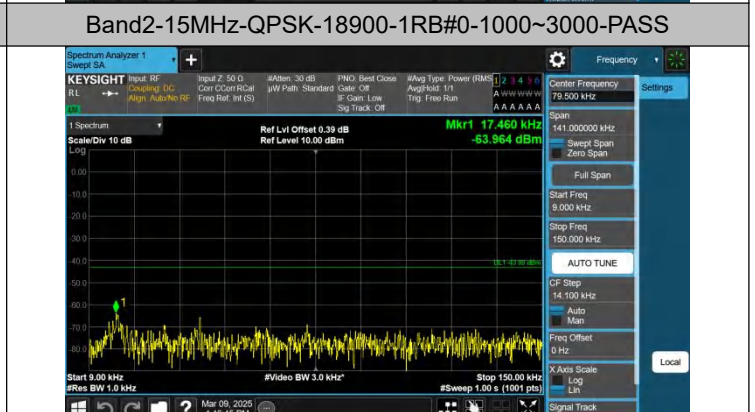 Band2-15MHz-QPSK-18900-1RB#0-1000~3000-PASS
Spectrum Analyzer 1
Swept SA
Frequency
KEYSIGHT
RL
Input: RF
Coupling: DC
Align: Auto/No RF
Input Z: 50 Ω
Corr CCorr RCal
Freq Ref: Int (S)
#Atten: 30 dB
µW Path: Standard
PNO: Best Close
Gate: Off
IF Gain: Low
Sig Track: Off
#Avg Type: Power (RMS
Avg|Hold: 1/1
Trig: Free Run
1 2 3 4 5 6
A W W W W W
A A A A A A
1 Spectrum
Scale/Div 10 dB
Log
Ref Lvl Offset 0.39 dB
Ref Level 10.00 dBm
Mkr1 17.460 kHz
-63.964 dBm
0.00
-10.0
-20.0
-30.0
-40.0
-50.0
-60.0
-70.0
-80.0
1
Start 9.00 kHz
#Res BW 1.0 kHz
#Video BW 3.0 kHz*
Stop 150.00 kHz
#Sweep 1.00 s (1001 pts)
Mar 09, 2025
Center Frequency
79.500 kHz
Settings
Span
141.000000 kHz
Swept Span
Zero Span
Full Span
Start Freq
9.000 kHz
Stop Freq
150.000 kHz
AUTO TUNE
CF Step
14.100 kHz
Auto
Man
Freq Offset
0 Hz
X Axis Scale
Log
Lin
Local
Signal Track